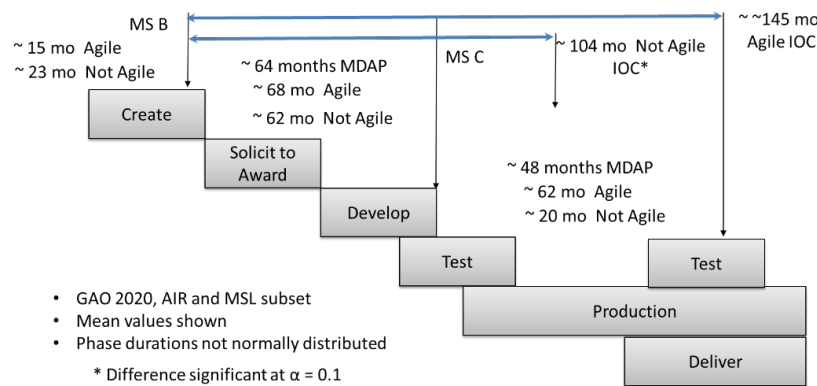 MS B
~ 15 mo Agile
~ 23 mo Not Agile
~ ~145 mo
Agile IOC
MS C
~ 104 mo Not Agile
IOC*
~ 64 months MDAP
~ 68 mo Agile
~ 62 mo Not Agile
Create
Solicit to
Award
Develop
~ 48 months MDAP
~ 62 mo Agile
~ 20 mo Not Agile
Test
Test
Production
Deliver
• GAO 2020, AIR and MSL subset
• Mean values shown
• Phase durations not normally distributed
* Difference significant at α = 0.1